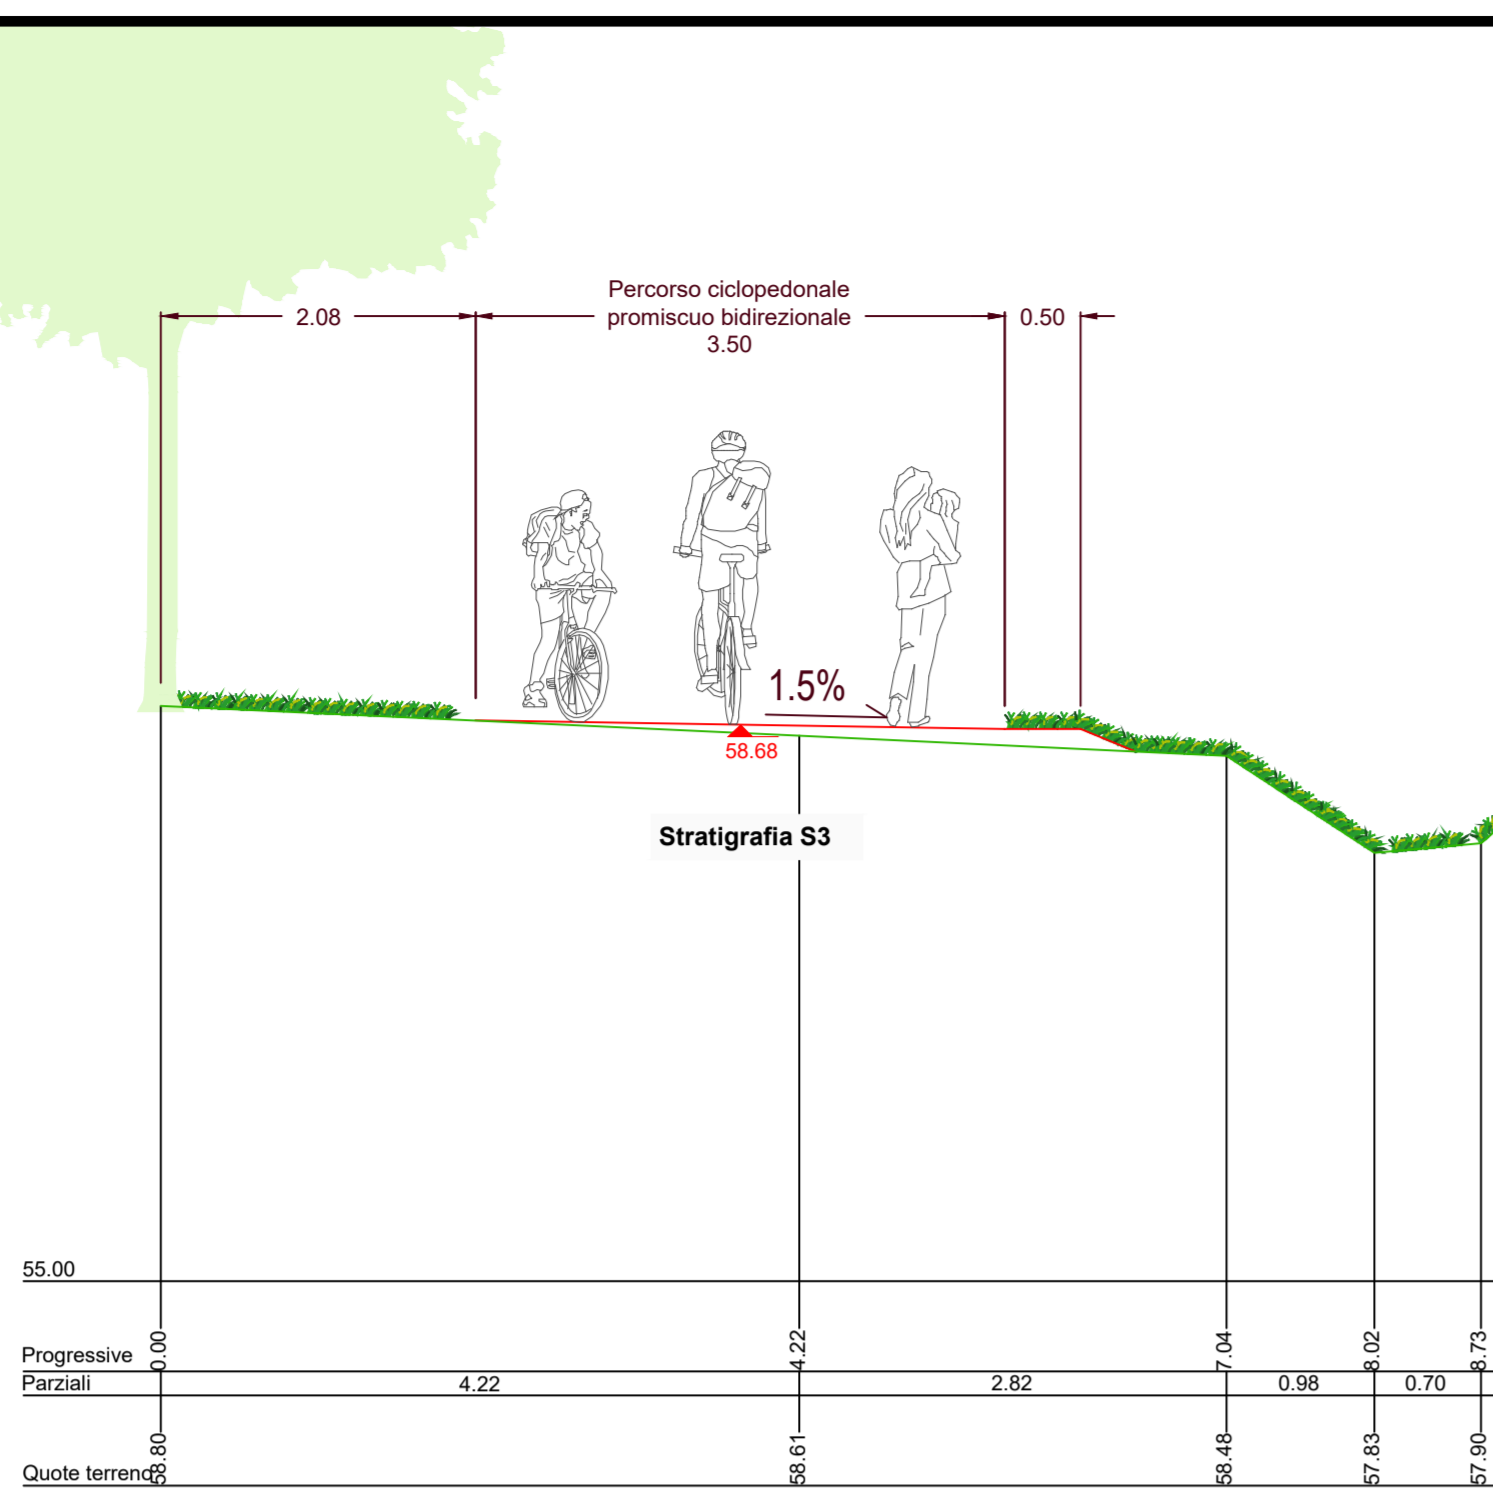 Percorso ciclopedonale
2.08 promiscuo bidirezionale 0.50
3.50
1.5%
58.68
Stratigrafia S3
55.00
Progressive 0.00 4.22 7.04 8.02 8.73
Parziali 4.22 2.82 0.98 0.70
Quote terreno 58.80 58.61 58.48 57.83 57.90